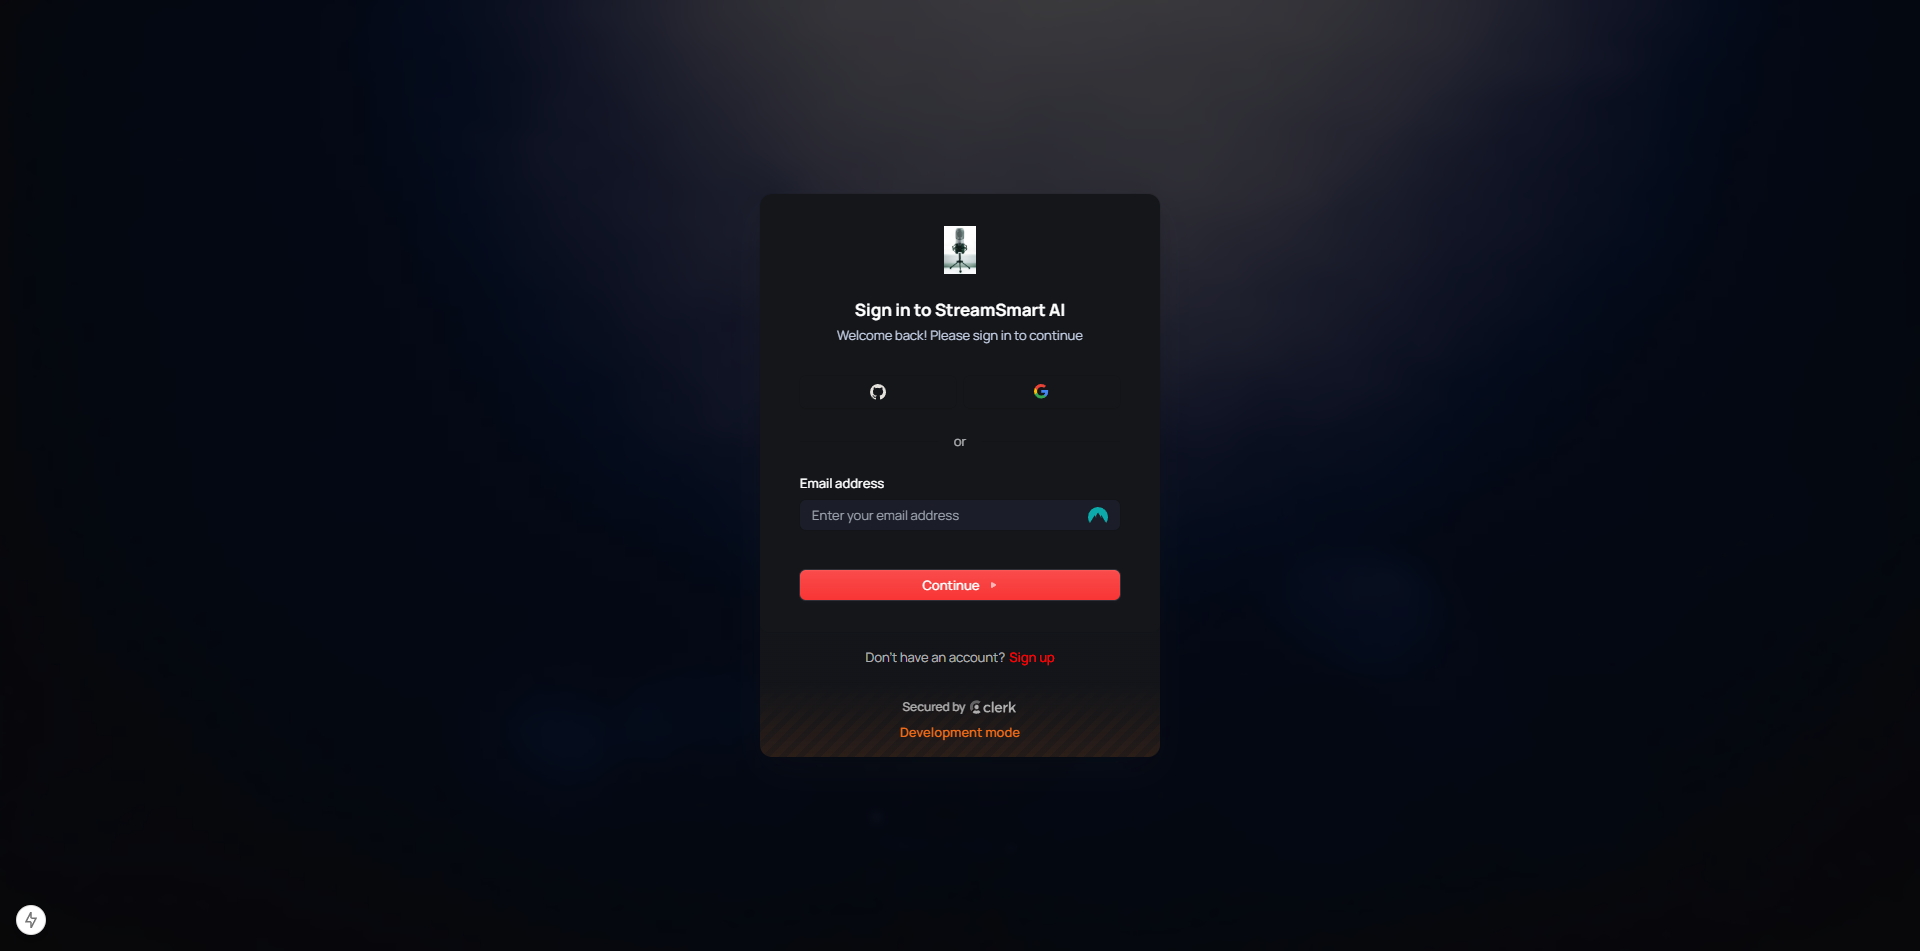 Sign in to StreamSmart AI
Welcome back! Please sign in to continue
or
Email address
Enter your email address
Continue
Don't have an account? Sign up
Secured by clerk
Development mode